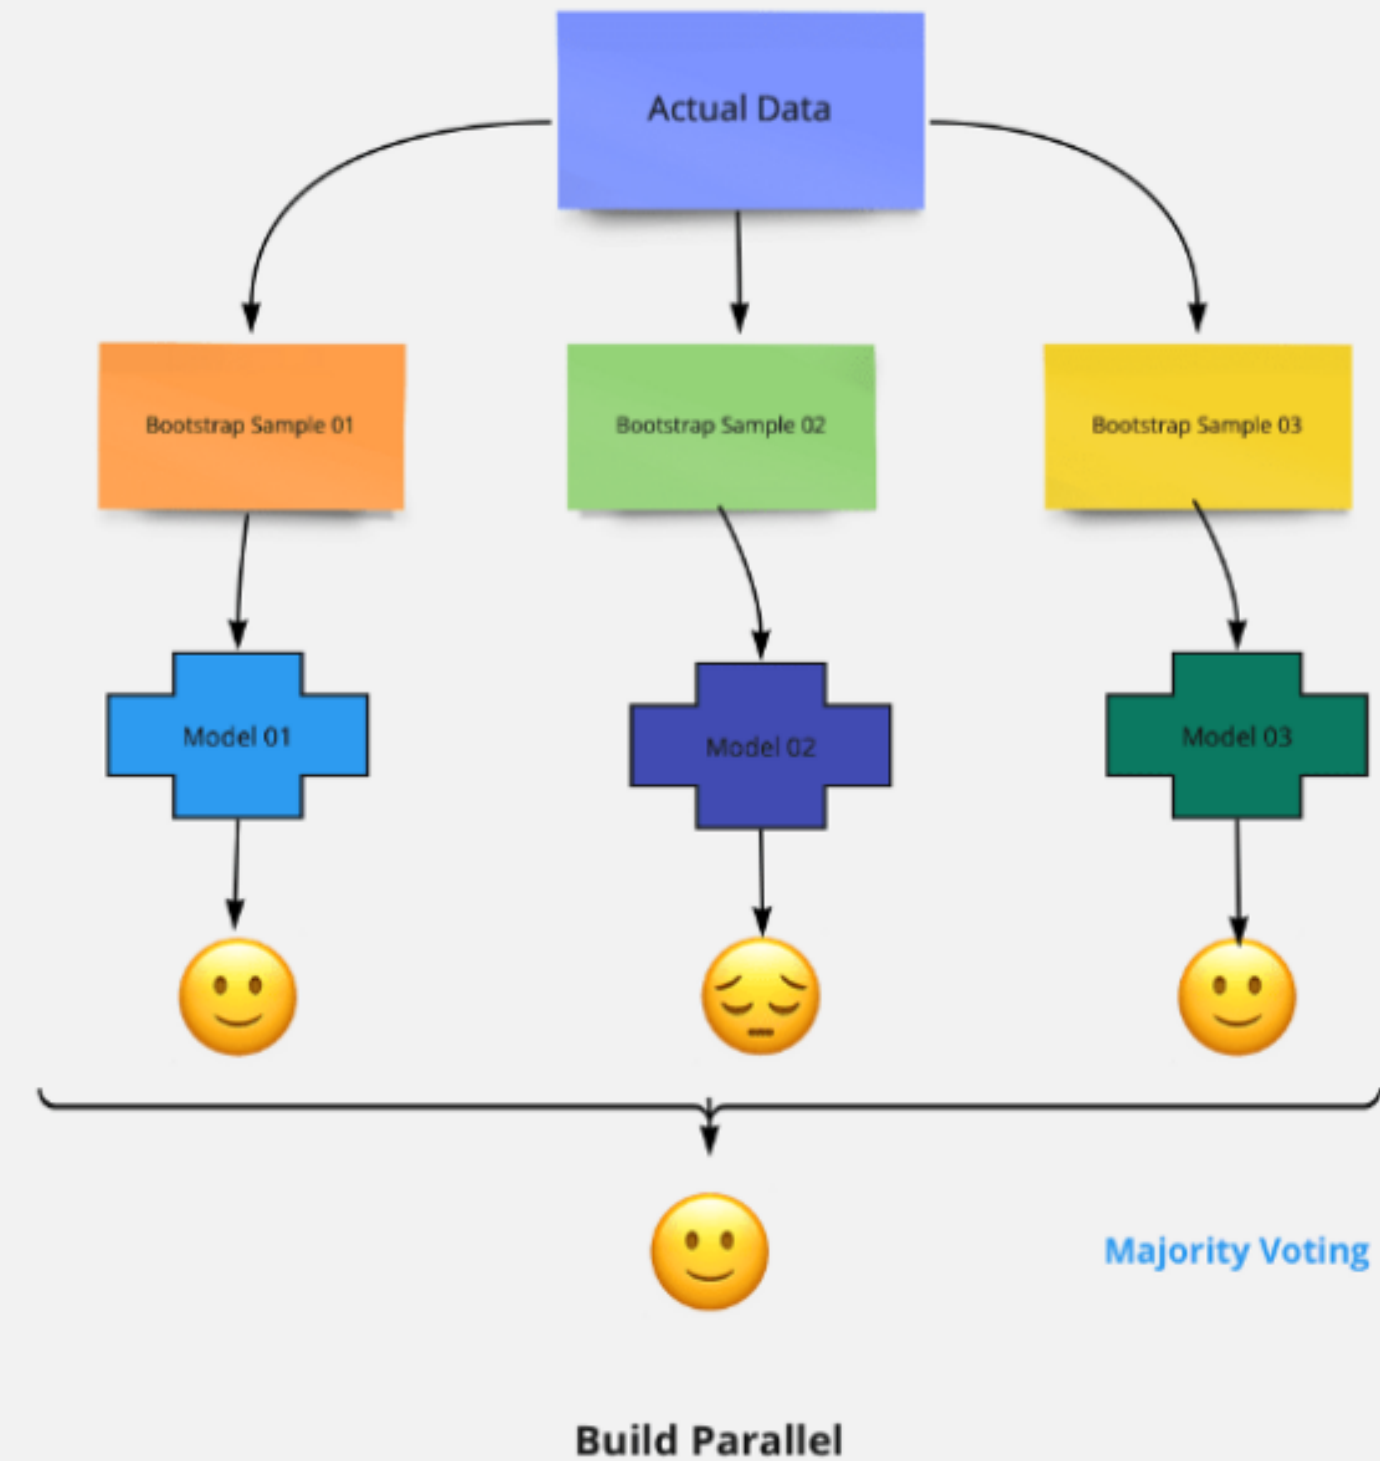 Actual Data
Bootstrap Sample 01
Bootstrap Sample 02
Bootstrap Sample 03
Model 01
Model 02
Model 03
Majority Voting
Build Parallel